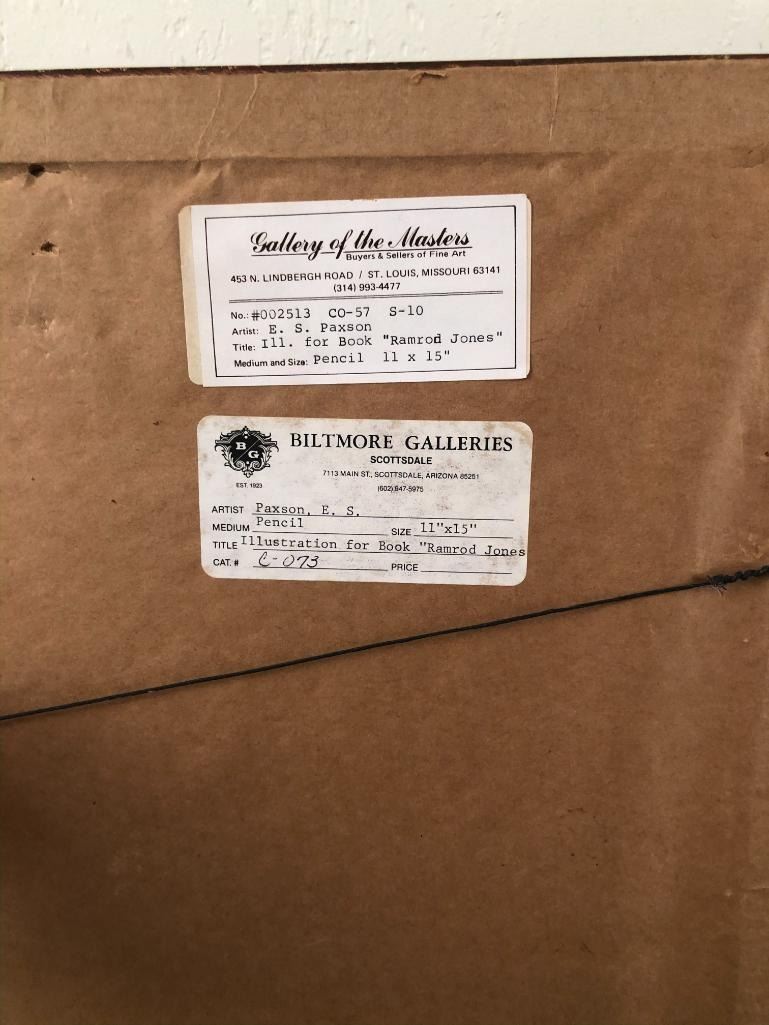 Gallery of the Masters
Buyers & Sellers of Fine Art
453 N. LINDBERGH ROAD / ST. LOUIS, MISSOURI 63141
(314) 993-4477
No.: #002513 CO-57 S-10
Artist: E. S. Paxson
Title: Ill. for Book "Ramrod Jones"
Medium and Size: Pencil 11 x 15"
B G
EST. 1923
BILTMORE GALLERIES
SCOTTSDALE
7113 MAIN ST., SCOTTSDALE, ARIZONA 85251
(602) 947-5975
ARTIST Paxson, E. S.
MEDIUM Pencil SIZE 11"x15"
TITLE Illustration for Book "Ramrod Jones
CAT. # C-073 PRICE